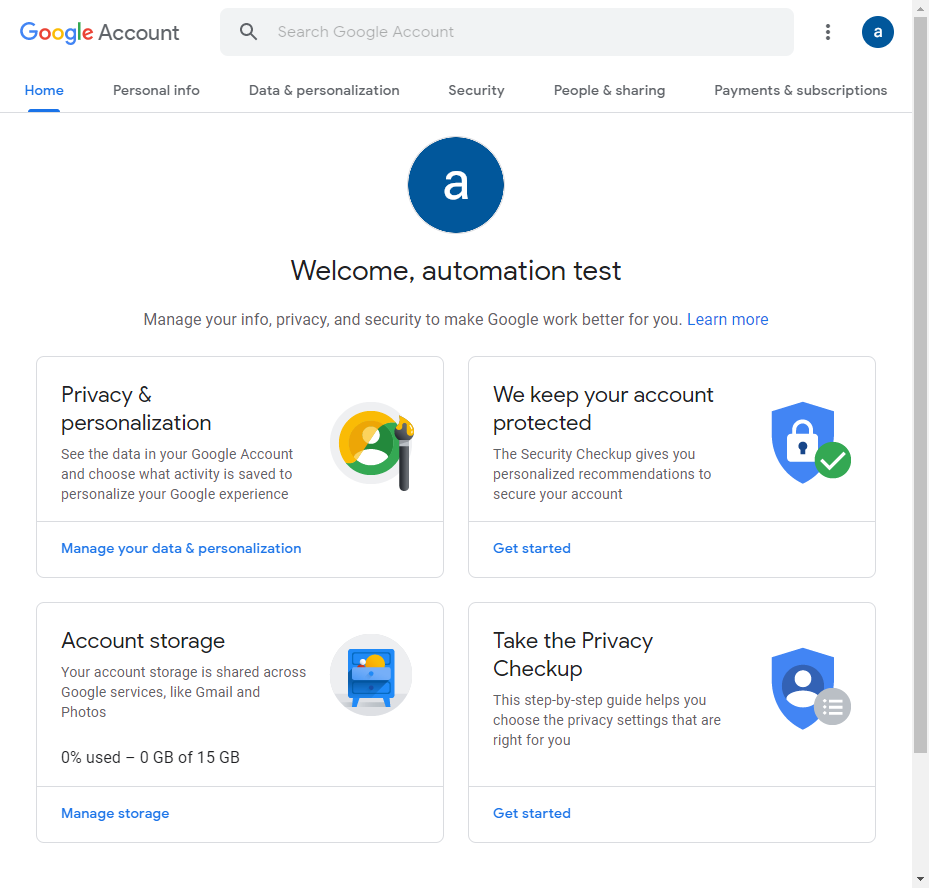 Google Account
Search Google Account
a
Home
Personal info
Data & personalization
Security
People & sharing
Payments & subscriptions
a
Welcome, automation test
Manage your info, privacy, and security to make Google work better for you. Learn more
Privacy &
personalization
See the data in your Google Account
and choose what activity is saved to
personalize your Google experience
Manage your data & personalization
We keep your account
protected
The Security Checkup gives you
personalized recommendations to
secure your account
Get started
Account storage
Your account storage is shared across
Google services, like Gmail and
Photos
0% used – 0 GB of 15 GB
Manage storage
Take the Privacy
Checkup
This step-by-step guide helps you
choose the privacy settings that are
right for you
Get started